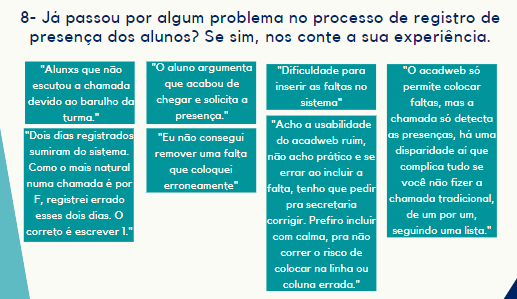 8- Já passou por algum problema no processo de registro de
presença dos alunos? Se sim, nos conte a sua experiência.
"Alunxs que não
escutou a chamada
devido ao barulho da
turma."
"Dois dias registrados
sumiram do sistema.
Como o mais natural
numa chamada é por
F, registrei errado
esses dois dias. O
correto é escrever 1."
"O aluno argumenta
que acabou de
chegar e solicita a
presença."
"Eu não consegui
remover uma falta
que coloquei
erroneamente"
"Dificuldade para
inserir as faltas no
sistema"
"Acho a usabilidade
do acadweb ruim,
não acho prático e se
errar ao incluir a
falta, tenho que pedir
pra secretaria
corrigir. Prefiro incluir
com calma, pra não
correr o risco de
colocar na linha ou
coluna errada."
"O acadweb só
permite colocar
faltas, mas a
chamada só detecta
as presenças, há uma
disparidade ai que
complica tudo se
você não fizer a
chamada tradicional,
de um por um,
seguindo uma lista."